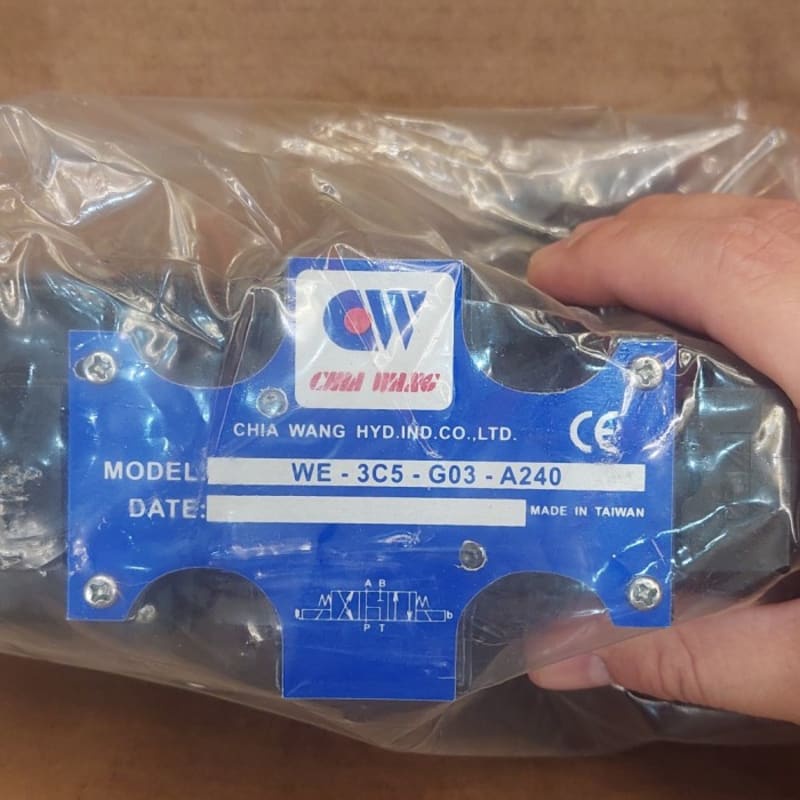 CW
CHIA WANG
CHIA WANG HYD.IND.CO.,LTD.
CE
MODEL: WE - 3C5 - G03 - A240
DATE:
MADE IN TAIWAN
A B
a b
P T